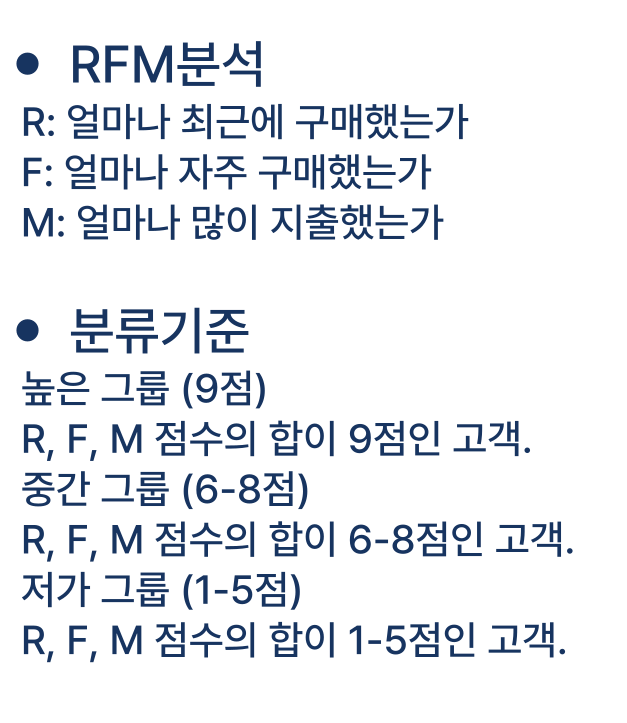 • RFM분석
R: 얼마나 최근에 구매했는가
F: 얼마나 자주 구매했는가
M: 얼마나 많이 지출했는가
• 분류기준
높은 그룹 (9점)
R, F, M 점수의 합이 9점인 고객.
중간 그룹 (6-8점)
R, F, M 점수의 합이 6-8점인 고객.
저가 그룹 (1-5점)
R, F, M 점수의 합이 1-5점인 고객.